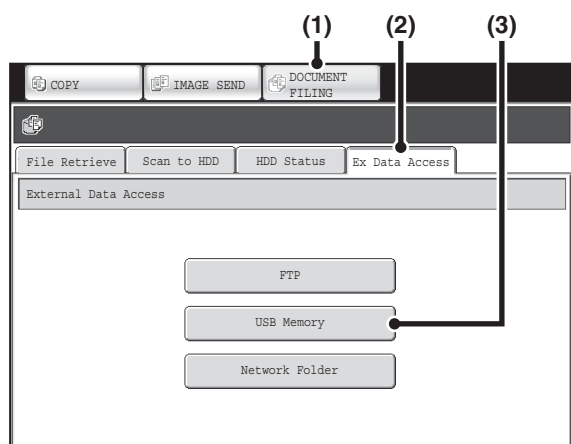 (1) (2) (3)
COPY IMAGE SEND DOCUMENT
FILING
File Retrieve Scan to HDD HDD Status Ex Data Access
External Data Access
FTP
USB Memory
Network Folder